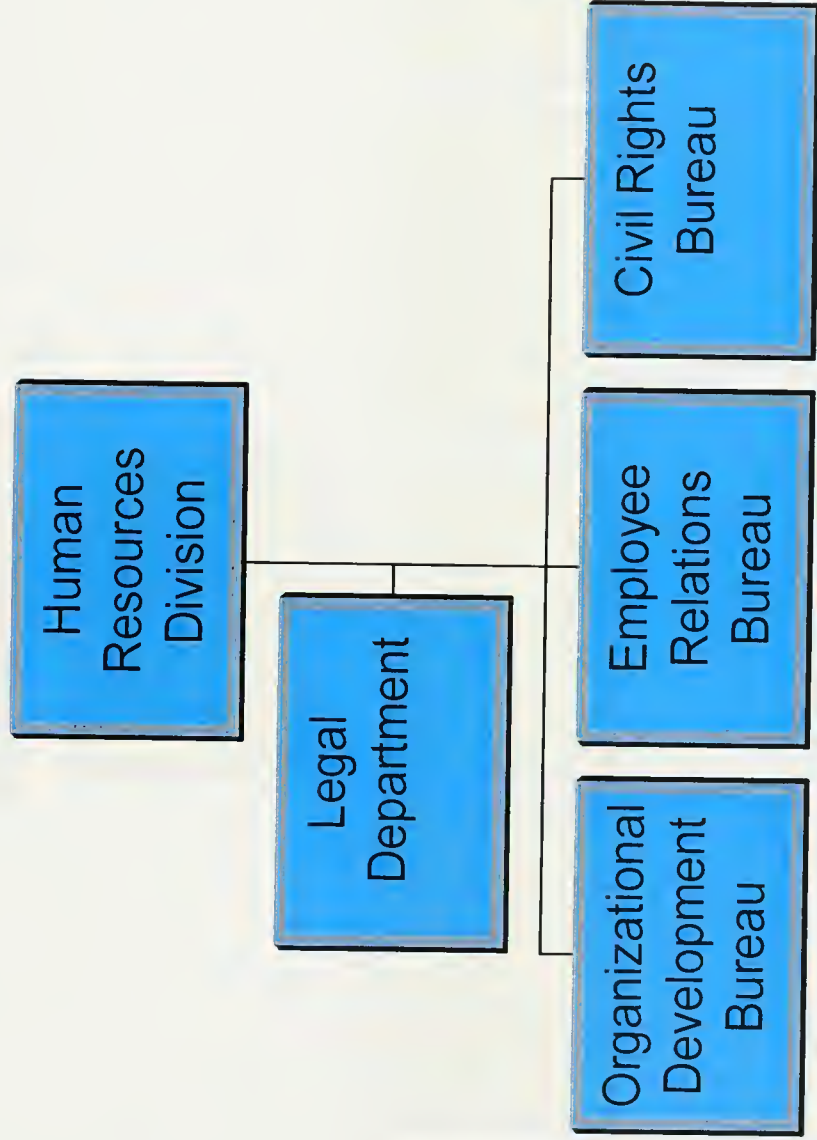 Human
Resources
Division
Legal
Department
Organizational
Development
Bureau
Employee
Relations
Bureau
Civil Rights
Bureau